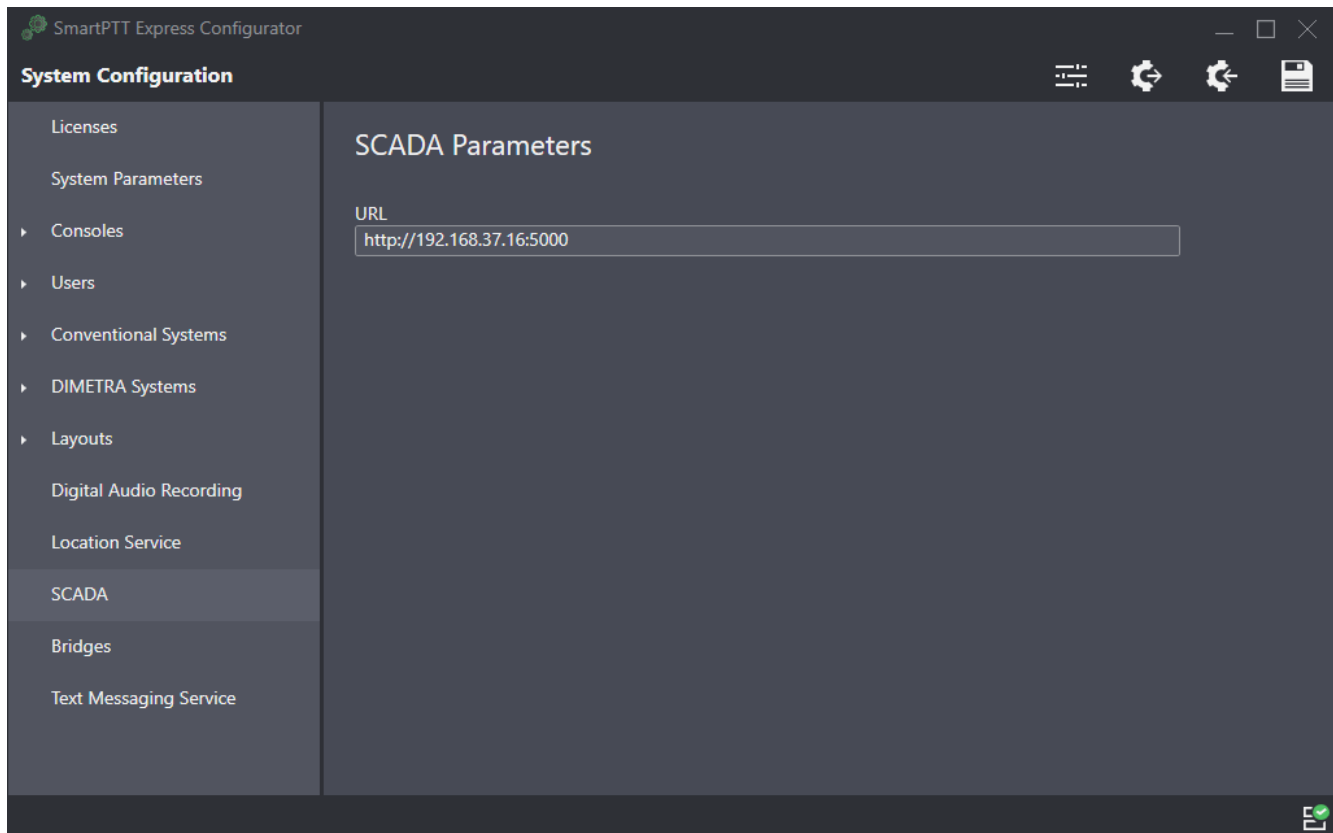 SmartPTT Express Configurator
System Configuration
Licenses
System Parameters
Consoles
Users
Conventional Systems
DIMETRA Systems
Layouts
Digital Audio Recording
Location Service
SCADA
Bridges
Text Messaging Service
SCADA Parameters
URL
http://192.168.37.16:5000